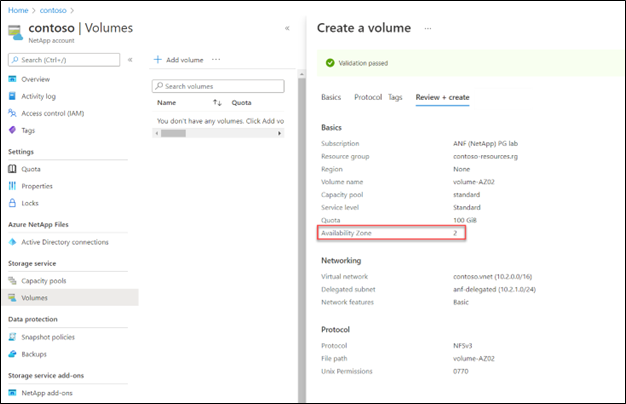 Home > contoso >
contoso | Volumes
NetApp account
Search (Ctrl+/)
Overview
Activity log
Access control (IAM)
Tags
Settings
Quota
Properties
Locks
Azure NetApp Files
Active Directory connections
Storage service
Capacity pools
Volumes
Data protection
Snapshot policies
Backups
Storage service add-ons
NetApp add-ons
+ Add volume ...
Search volumes
Name Quota
You don't have any volumes. Click Add vo
Create a volume ...
Validation passed
Basics Protocol Tags Review + create
Basics
Subscription ANF (NetApp) PG lab
Resource group contoso-resources.rg
Region None
Volume name volume-AZ02
Capacity pool standard
Service level Standard
Quota 100 GiB
Availability Zone 2
Networking
Virtual network contoso.vnet (10.2.0.0/16)
Delegated subnet anf-delegated (10.2.1.0/24)
Network features Basic
Protocol
Protocol NFSv3
File path volume-AZ02
Unix Permissions 0770